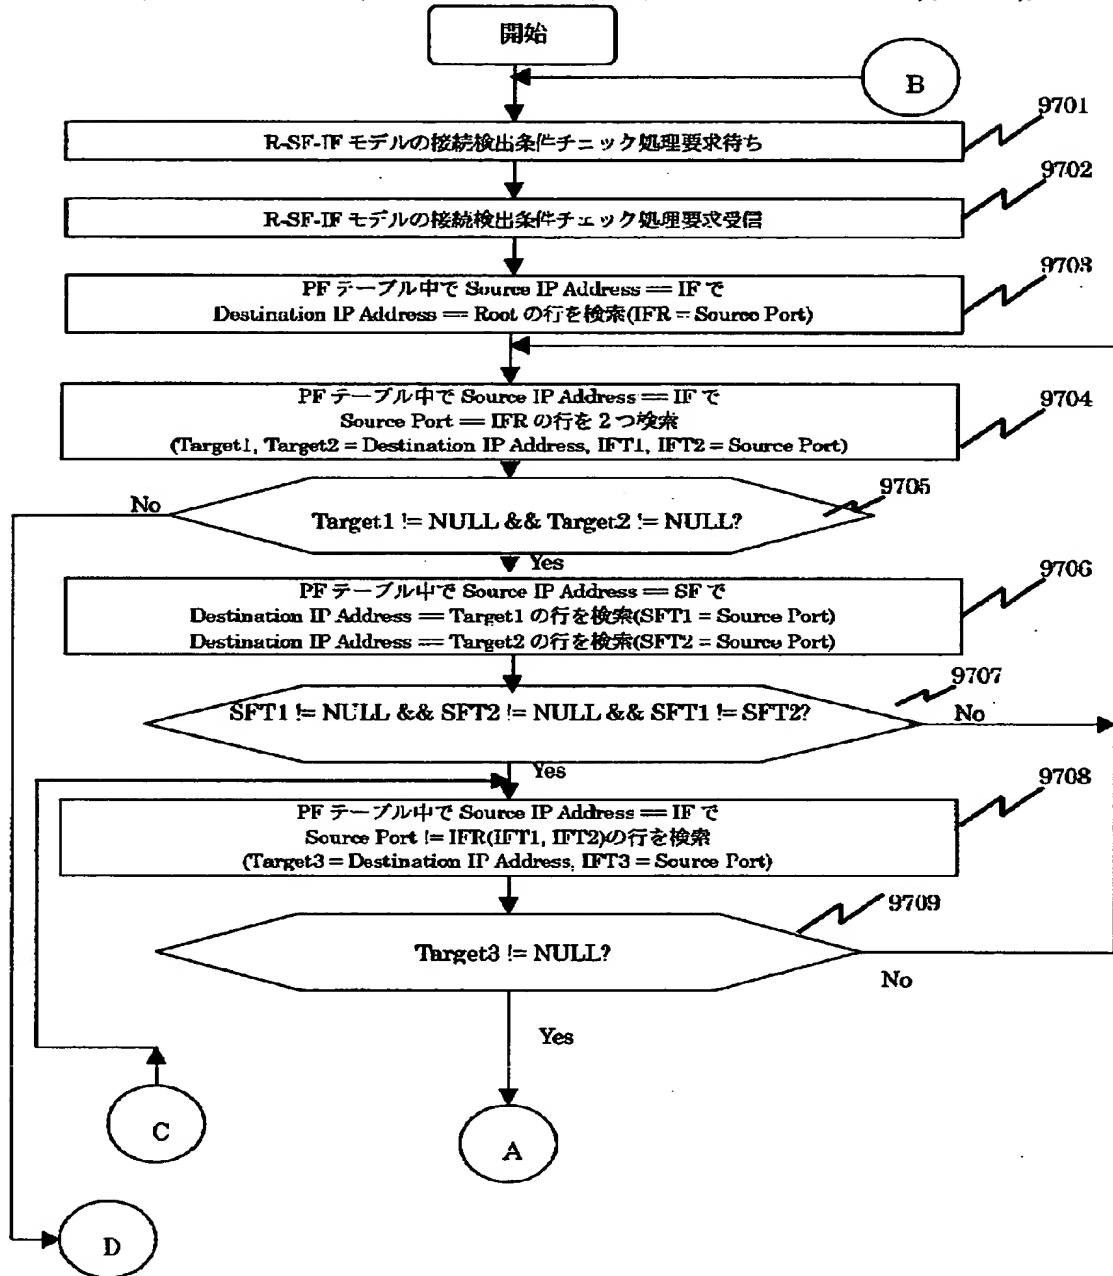 開始
B
9701
R-SF-IF モデルの接続検出条件チェック処理要求待ち
9702
R-SF-IF モデルの接続検出条件チェック処理要求受信
9703
PF テーブル中で Source IP Address == IF で
Destination IP Address == Root の行を検索(IFR = Source Port)
9704
PF テーブル中で Source IP Address == IF で
Source Port == IFR の行を 2 つ検索
(Target1, Target2 = Destination IP Address, IFT1, IFT2 = Source Port)
9705
No
Target1 != NULL && Target2 != NULL?
Yes
9706
PF テーブル中で Source IP Address == SF で
Destination IP Address == Target1 の行を検索(SFT1 = Source Port)
Destination IP Address == Target2 の行を検索(SFT2 = Source Port)
9707
SFT1 != NULL && SFT2 != NULL && SFT1 != SFT2?
No
Yes
9708
PF テーブル中で Source IP Address == IF で
Source Port != IFR(IFT1, IFT2)の行を検索
(Target3 = Destination IP Address, IFT3 = Source Port)
9709
Target3 != NULL?
No
Yes
C
A
D